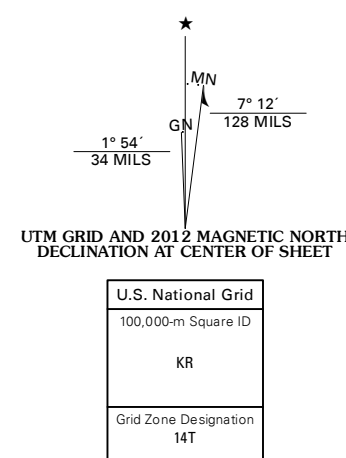 ★
MN
GN
7° 12´
128 MILS
1° 54´
34 MILS
UTM GRID AND 2012 MAGNETIC NORTH
DECLINATION AT CENTER OF SHEET
U.S. National Grid
100,000-m Square ID
KR
Grid Zone Designation
14T